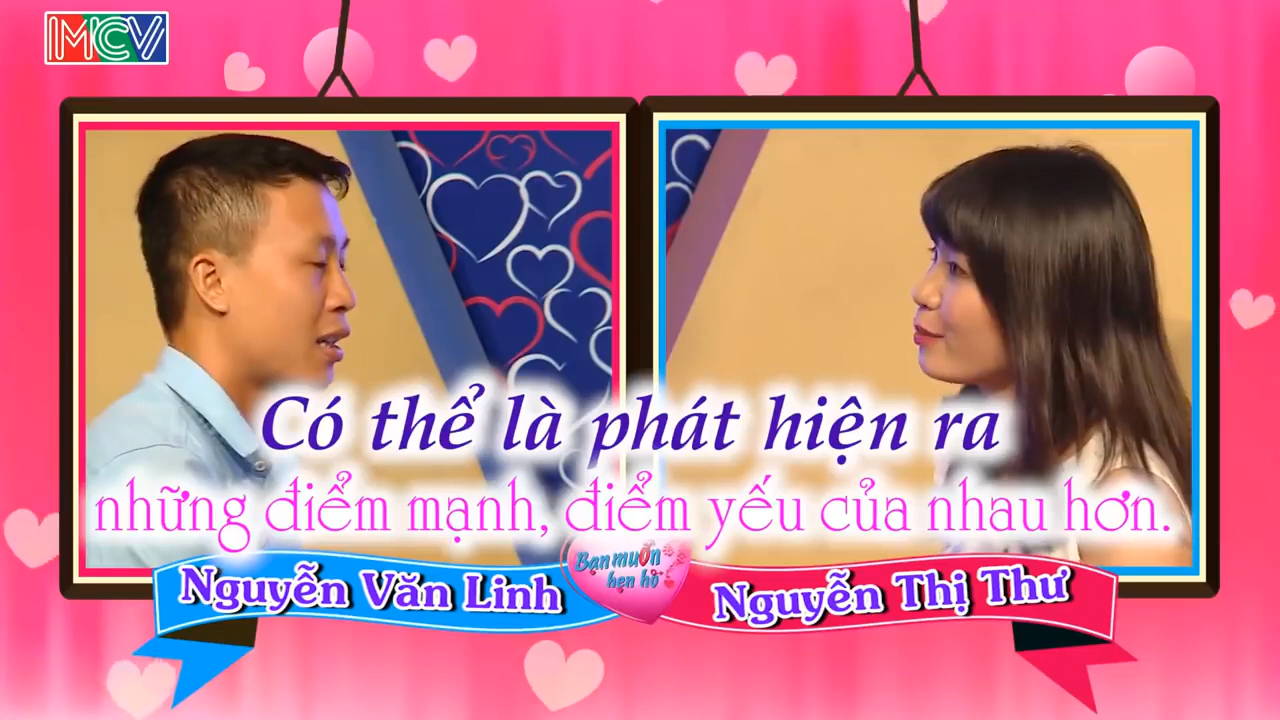 MCV
Có thể là phát hiện ra
những điểm mạnh, điểm yếu của nhau hơn.
Nguyễn Văn Linh
Bạn muốn
hẹn hò
Nguyễn Thị Thư